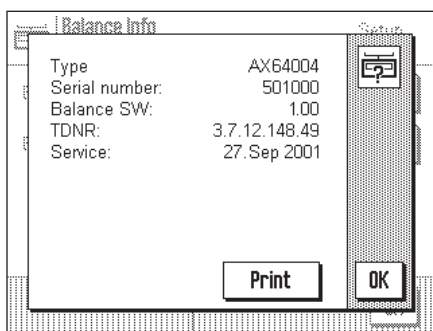 Balance Info
Setup
Type AX64004
Serial number: 501000
Balance SW: 1.00
TDNR: 3.7.12.148.49
Service: 27.Sep 2001
?
Print
OK